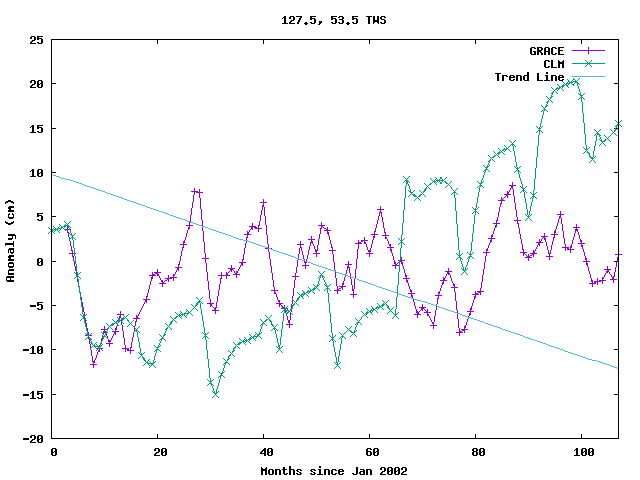 127.5, 53.5 TWS
GRACE
CLM
Trend Line
25
20
15
10
5
0
-5
-10
-15
-20
Anomaly (cm)
0 20 40 60 80 100
Months since Jan 2002